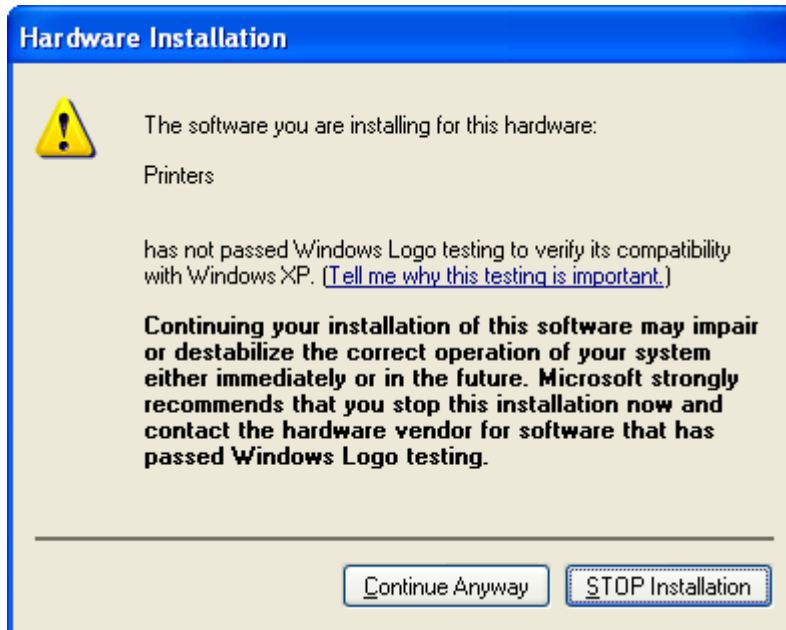 Hardware Installation
The software you are installing for this hardware:
Printers
has not passed Windows Logo testing to verify its compatibility
with Windows XP. (Tell me why this testing is important.)
Continuing your installation of this software may impair
or destabilize the correct operation of your system
either immediately or in the future. Microsoft strongly
recommends that you stop this installation now and
contact the hardware vendor for software that has
passed Windows Logo testing.
Continue Anyway STOP Installation